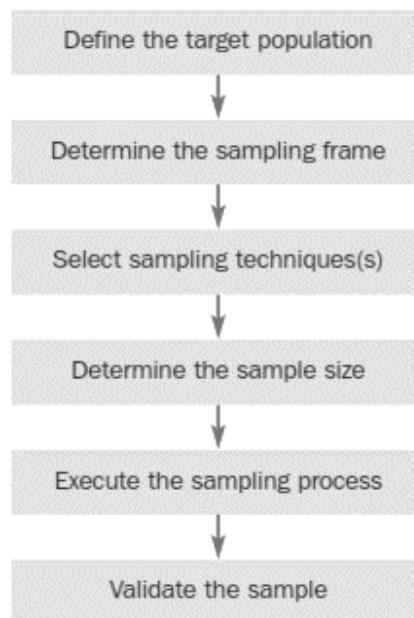 Define the target population
Determine the sampling frame
Select sampling techniques(s)
Determine the sample size
Execute the sampling process
Validate the sample